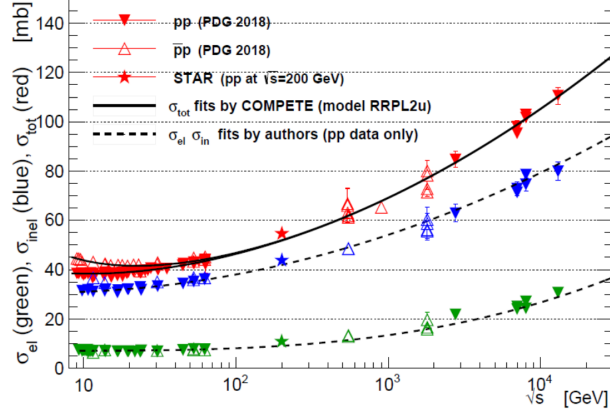 σel (green), σinel (blue), σtot (red) [mb]
140
120
100
80
60
40
20
0
pp (PDG 2018)
p̄p (PDG 2018)
STAR (pp at √s=200 GeV)
σtot fits by COMPETE (model RRPL2u)
σel σin fits by authors (pp data only)
10 10² 10³ 10⁴
√s [GeV]